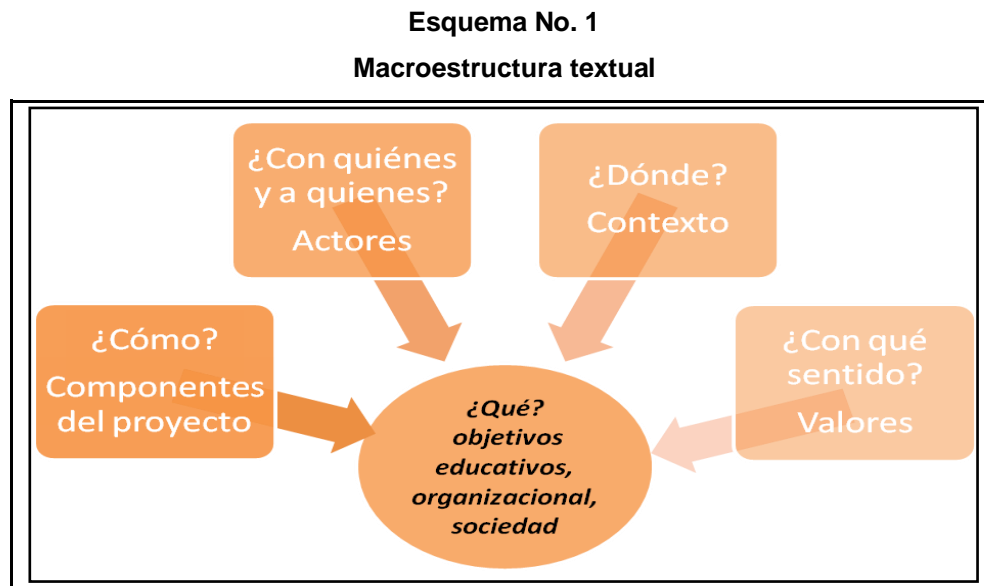 Esquema No. 1
Macroestructura textual
¿Con quiénes
y a quienes?
Actores
¿Dónde?
Contexto
¿Cómo?
Componentes
del proyecto
¿Con qué
sentido?
Valores
¿Qué?
objetivos
educativos,
organizacional,
sociedad